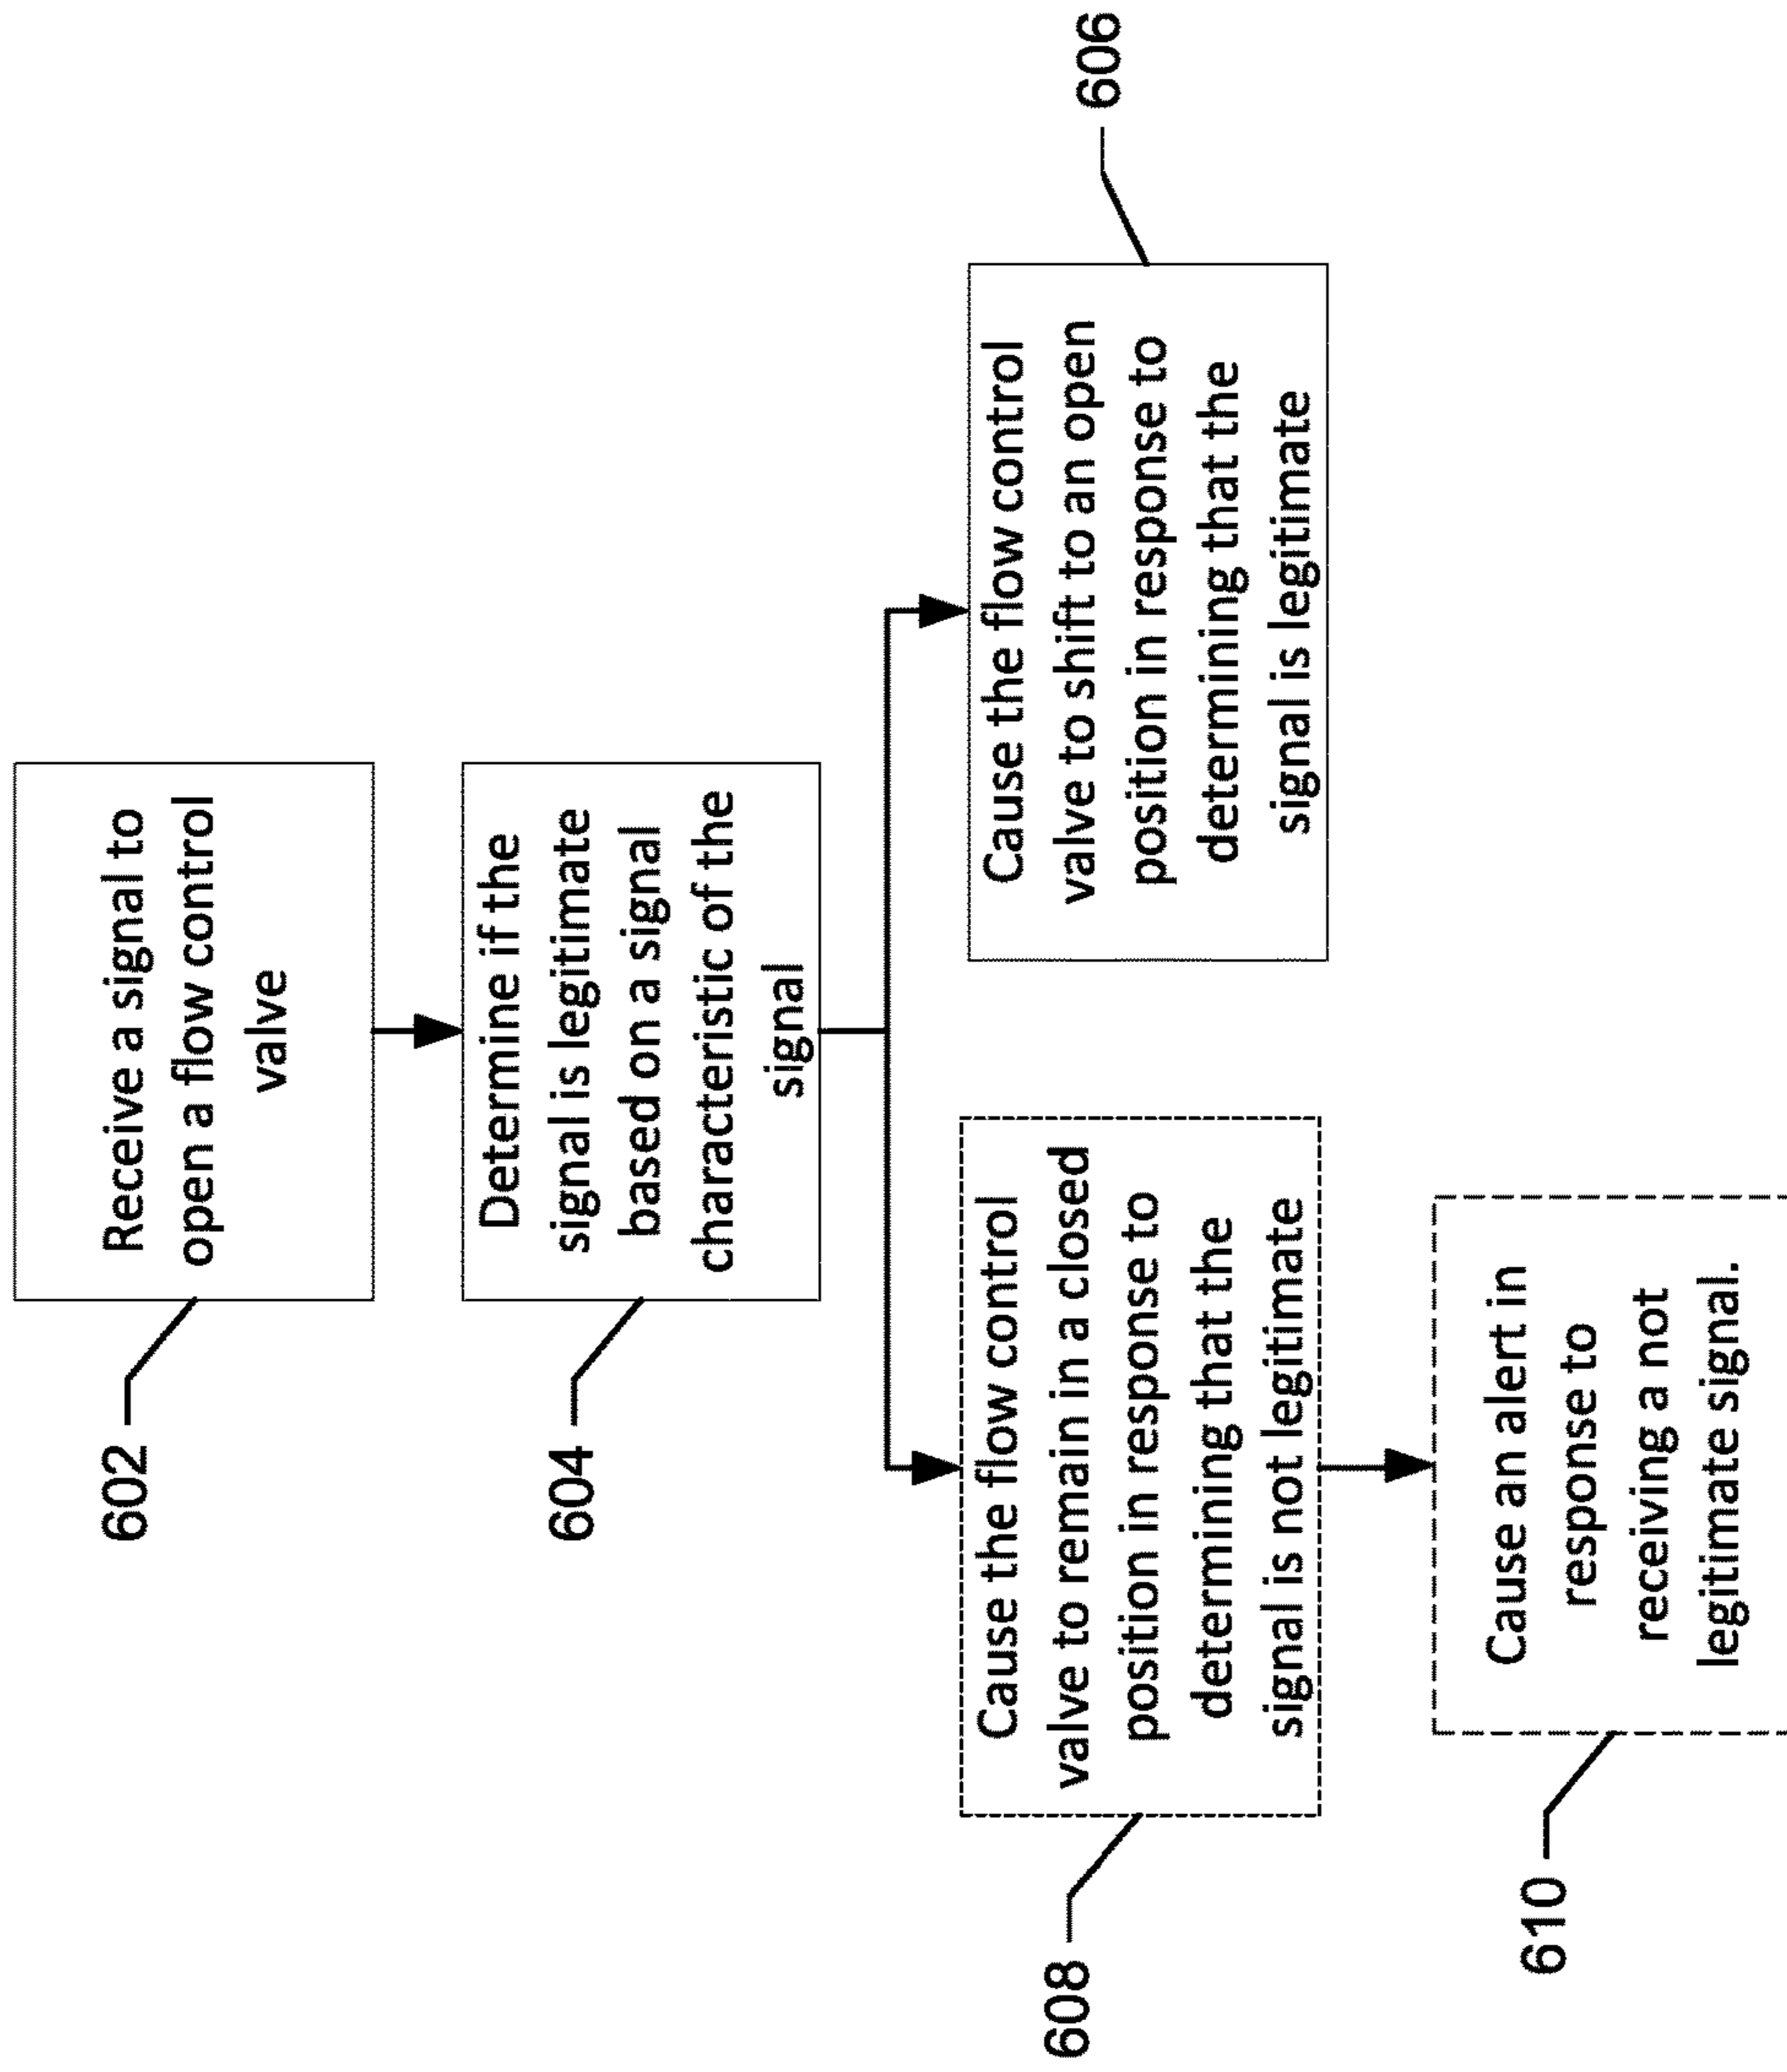 602
Receive a signal to
open a flow control
valve
604
Determine if the
signal is legitimate
based on a signal
characteristic of the
signal
608
Cause the flow control
valve to remain in a closed
position in response to
determining that the
signal is not legitimate
Cause the flow control
valve to shift to an open
position in response to
determining that the
signal is legitimate
606
610
Cause an alert in
response to
receiving a not
legitimate signal.